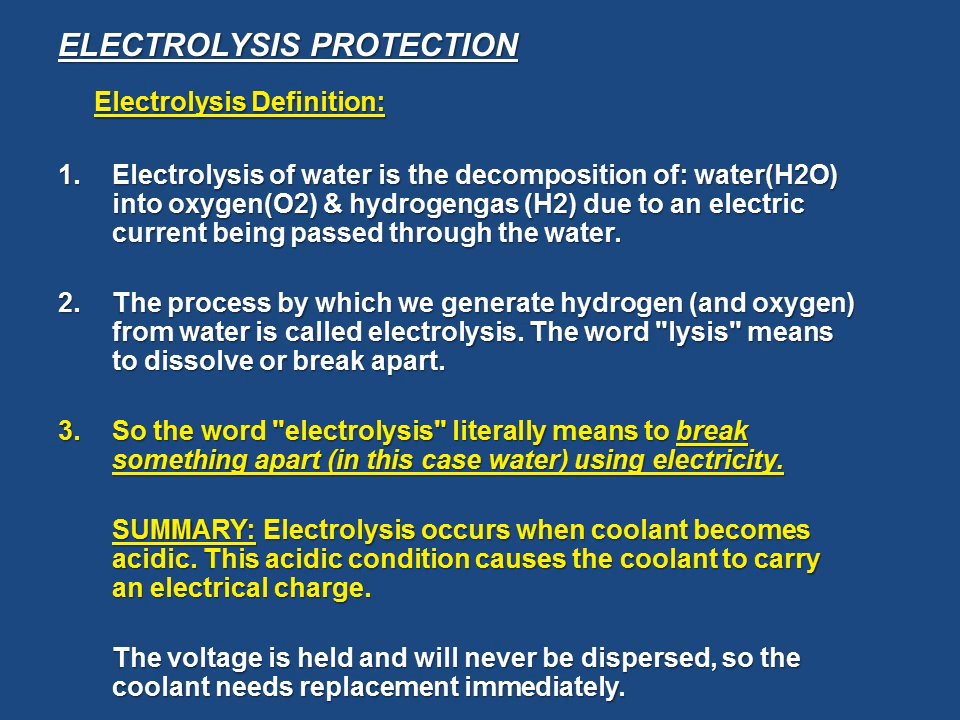 ELECTROLYSIS PROTECTION
Electrolysis Definition:
1. Electrolysis of water is the decomposition of: water(H2O)
into oxygen(O2) & hydrogengas (H2) due to an electric
current being passed through the water.
2. The process by which we generate hydrogen (and oxygen)
from water is called electrolysis. The word "lysis" means
to dissolve or break apart.
3. So the word "electrolysis" literally means to break
something apart (in this case water) using electricity.
SUMMARY: Electrolysis occurs when coolant becomes
acidic. This acidic condition causes the coolant to carry
an electrical charge.
The voltage is held and will never be dispersed, so the
coolant needs replacement immediately.